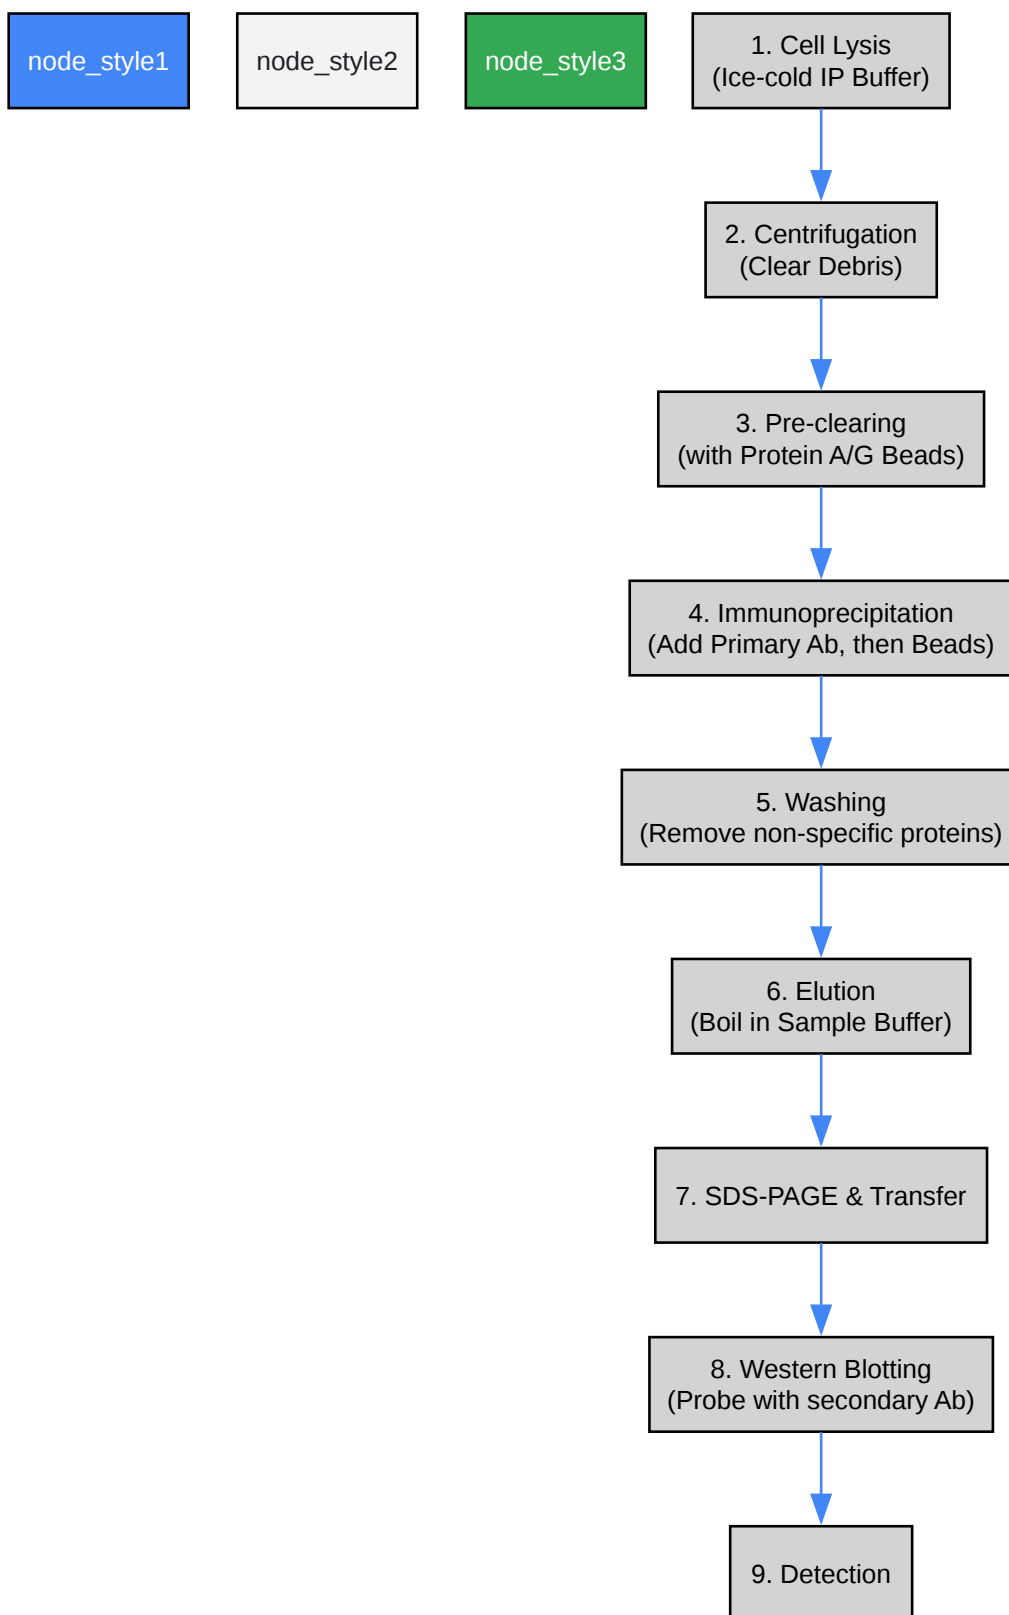 node_style1
node_style2
node_style3
1. Cell Lysis
(Ice-cold IP Buffer)
2. Centrifugation
(Clear Debris)
3. Pre-clearing
(with Protein A/G Beads)
4. Immunoprecipitation
(Add Primary Ab, then Beads)
5. Washing
(Remove non-specific proteins)
6. Elution
(Boil in Sample Buffer)
7. SDS-PAGE & Transfer
8. Western Blotting
(Probe with secondary Ab)
9. Detection